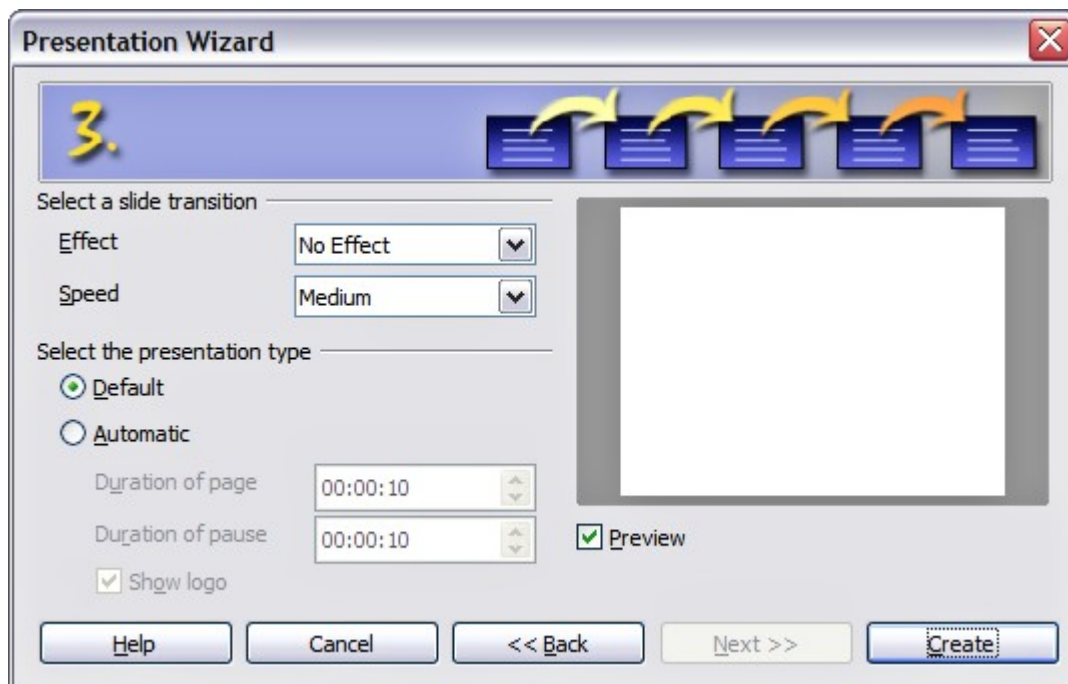 Presentation Wizard
3.
Select a slide transition
Effect No Effect
Speed Medium
Select the presentation type
Default
Automatic
Duration of page 00:00:10
Duration of pause 00:00:10
Show logo
Preview
Help Cancel << Back Next >> Create